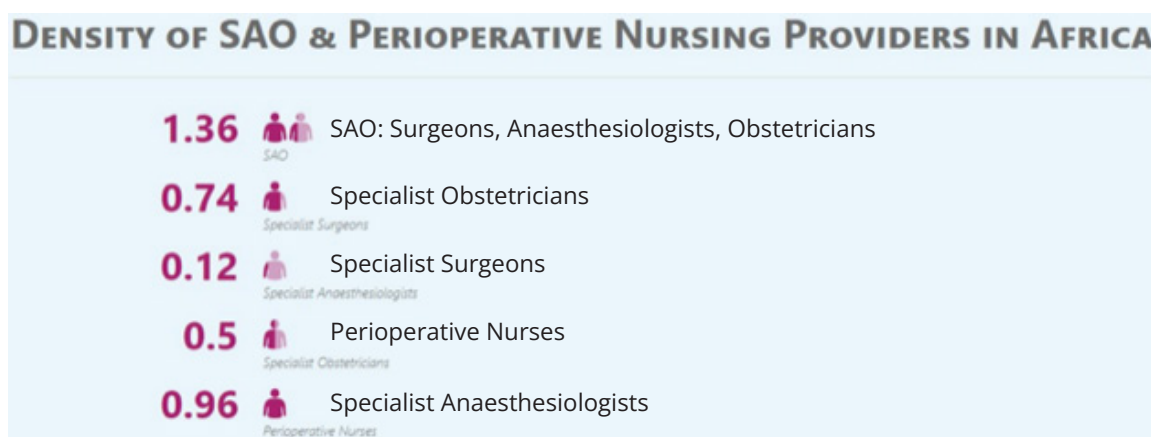 DENSITY OF SAO & PERIOPERATIVE NURSING PROVIDERS IN AFRICA
1.36 SAO: Surgeons, Anaesthesiologists, Obstetricians
SAO
0.74 Specialist Obstetricians
Specialist Surgeons
0.12 Specialist Surgeons
Specialist Anaesthesiologists
0.5 Perioperative Nurses
Specialist Obstetricians
0.96 Specialist Anaesthesiologists
Perioperative Nurses